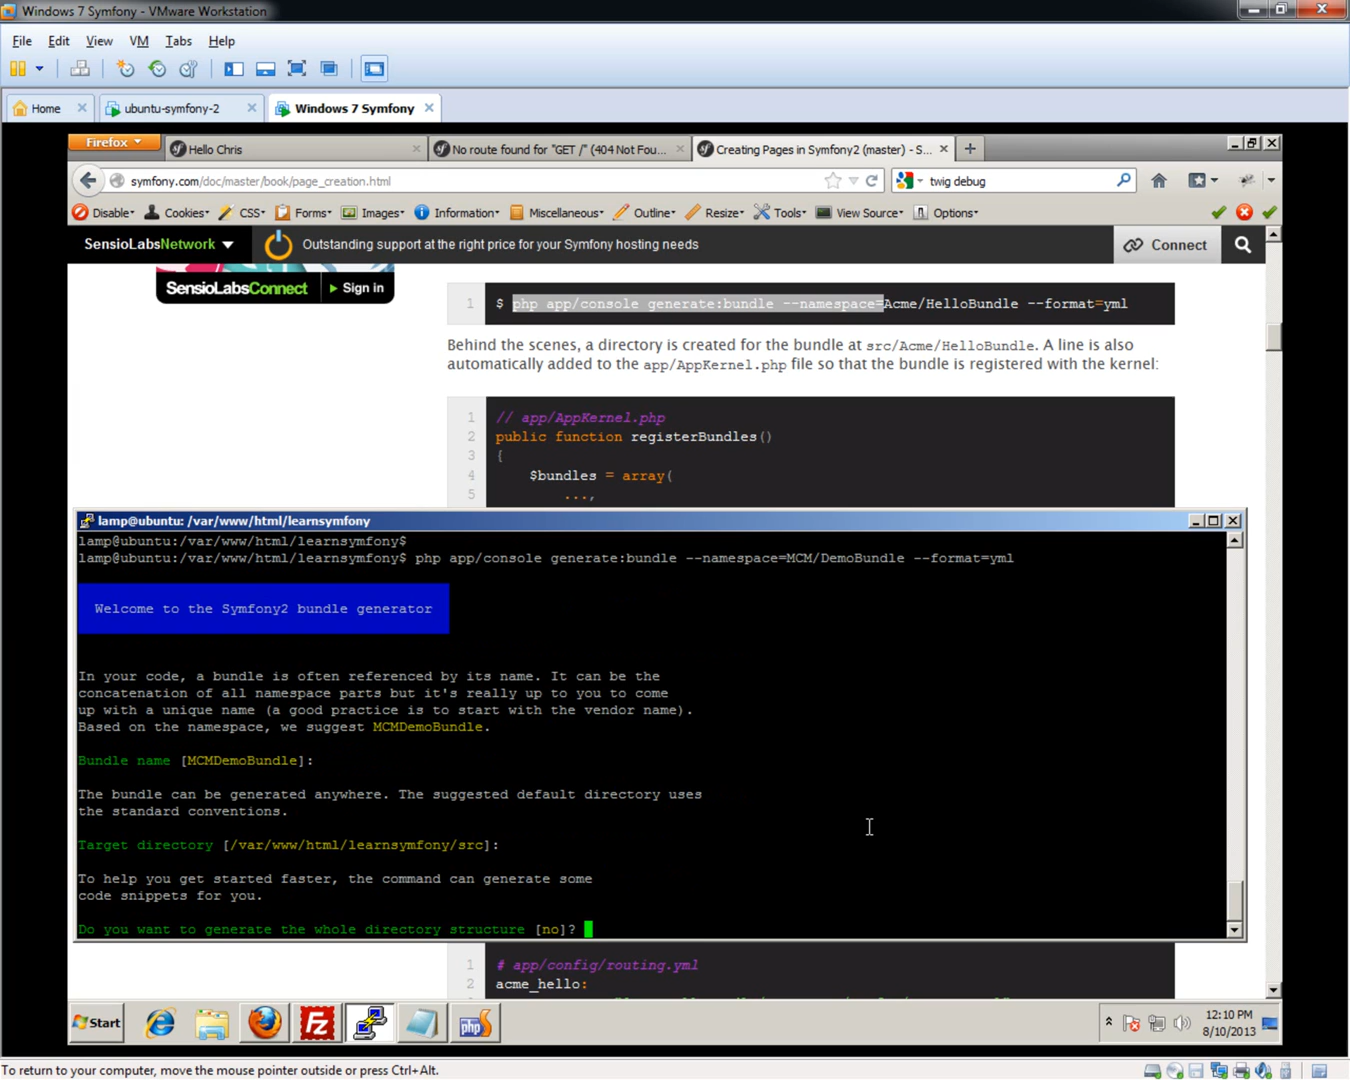 Windows 7 Symfony - VMware Workstation
File Edit View VM Tabs Help
Home ubuntu-symfony-2 Windows 7 Symfony
Firefox Hello Chris No route found for "GET /" (404 Not Fou... Creating Pages in Symfony2 (master) - S...
symfony.com/doc/master/book/page_creation.html twig debug
Disable Cookies CSS Forms Images Information Miscellaneous Outline Resize Tools View Source Options
SensioLabsNetwork Outstanding support at the right price for your Symfony hosting needs Connect
SensioLabsConnect Sign in
1 $ php app/console generate:bundle --namespace=Acme/HelloBundle --format=yml
Behind the scenes, a directory is created for the bundle at src/Acme/HelloBundle. A line is also
automatically added to the app/AppKernel.php file so that the bundle is registered with the kernel:
1 // app/AppKernel.php
2 public function registerBundles()
3 {
4 $bundles = array(
5 ...,
lamp@ubuntu: /var/www/html/learnsymfony
lamp@ubuntu:/var/www/html/learnsymfony$
lamp@ubuntu:/var/www/html/learnsymfony$ php app/console generate:bundle --namespace=MCM/DemoBundle --format=yml
Welcome to the Symfony2 bundle generator
In your code, a bundle is often referenced by its name. It can be the
concatenation of all namespace parts but it's really up to you to come
up with a unique name (a good practice is to start with the vendor name).
Based on the namespace, we suggest MCMDemoBundle.
Bundle name [MCMDemoBundle]:
The bundle can be generated anywhere. The suggested default directory uses
the standard conventions.
Target directory [/var/www/html/learnsymfony/src]:
To help you get started faster, the command can generate some
code snippets for you.
Do you want to generate the whole directory structure [no]?
1 # app/config/routing.yml
2 acme_hello:
Start Fz php 12:10 PM
8/10/2013
To return to your computer, move the mouse pointer outside or press Ctrl+Alt.